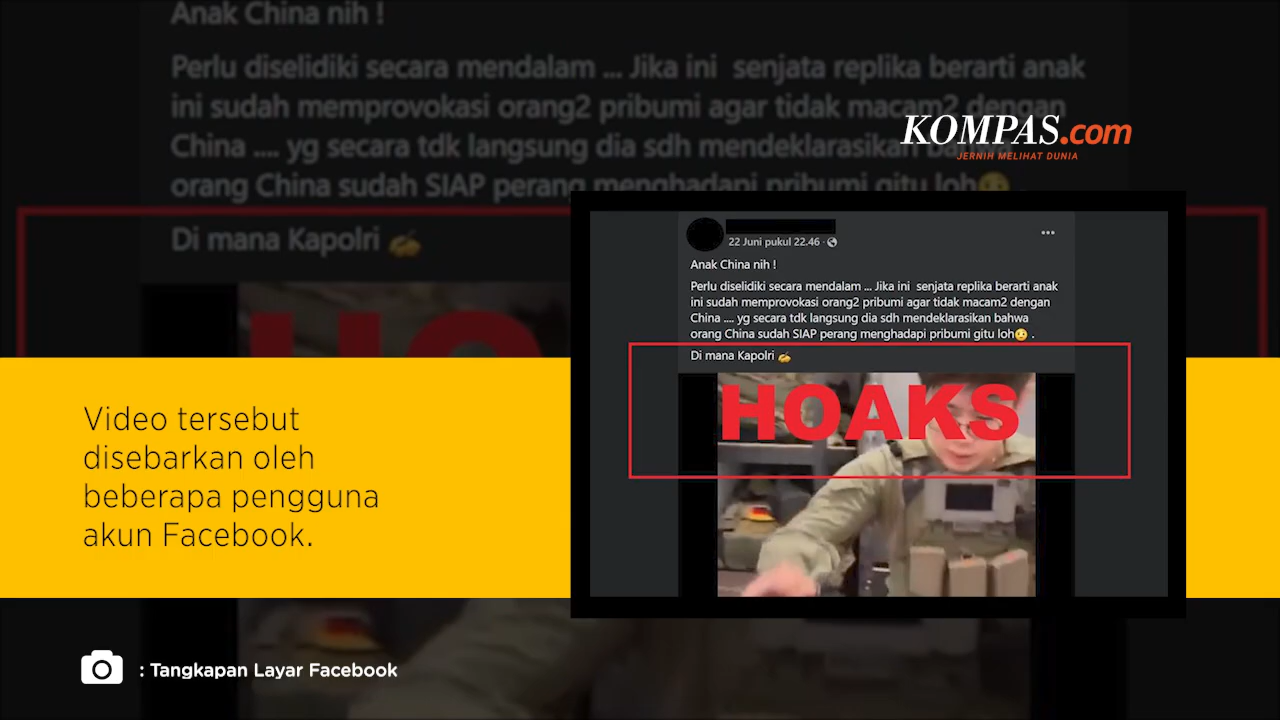 Anak China nih !
Perlu diselidiki secara mendalam ... Jika ini senjata replika berarti anak
ini sudah memprovokasi orang2 pribumi agar tidak macam2 dengan
China .... yg secara tdk langsung dia sdh mendeklarasikan bahwa
orang China sudah SIAP perang menghadapi pribumi gitu loh😢 .
Di mana Kapolri ✍️
KOMPAS.com
JERNIH MELIHAT DUNIA
22 Juni pukul 22.46 ·
Anak China nih !
Perlu diselidiki secara mendalam ... Jika ini senjata replika berarti anak
ini sudah memprovokasi orang2 pribumi agar tidak macam2 dengan
China .... yg secara tdk langsung dia sdh mendeklarasikan bahwa
orang China sudah SIAP perang menghadapi pribumi gitu loh😢 .
Di mana Kapolri ✍️
HOAKS
Video tersebut
disebarkan oleh
beberapa pengguna
akun Facebook.
: Tangkapan Layar Facebook